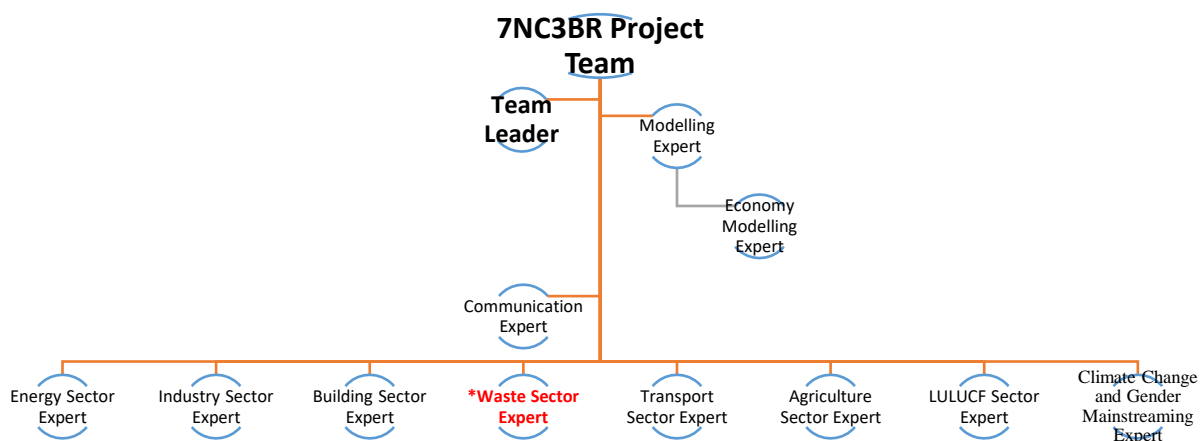 7NC3BR Project
Team
Team
Leader
Modelling
Expert
Economy
Modelling
Expert
Communication
Expert
Energy Sector
Expert
Industry Sector
Expert
Building Sector
Expert
*Waste Sector
Expert
Transport
Sector Expert
Agriculture
Sector Expert
LULUCF Sector
Expert
Climate Change
and Gender
Mainstreaming
Expert